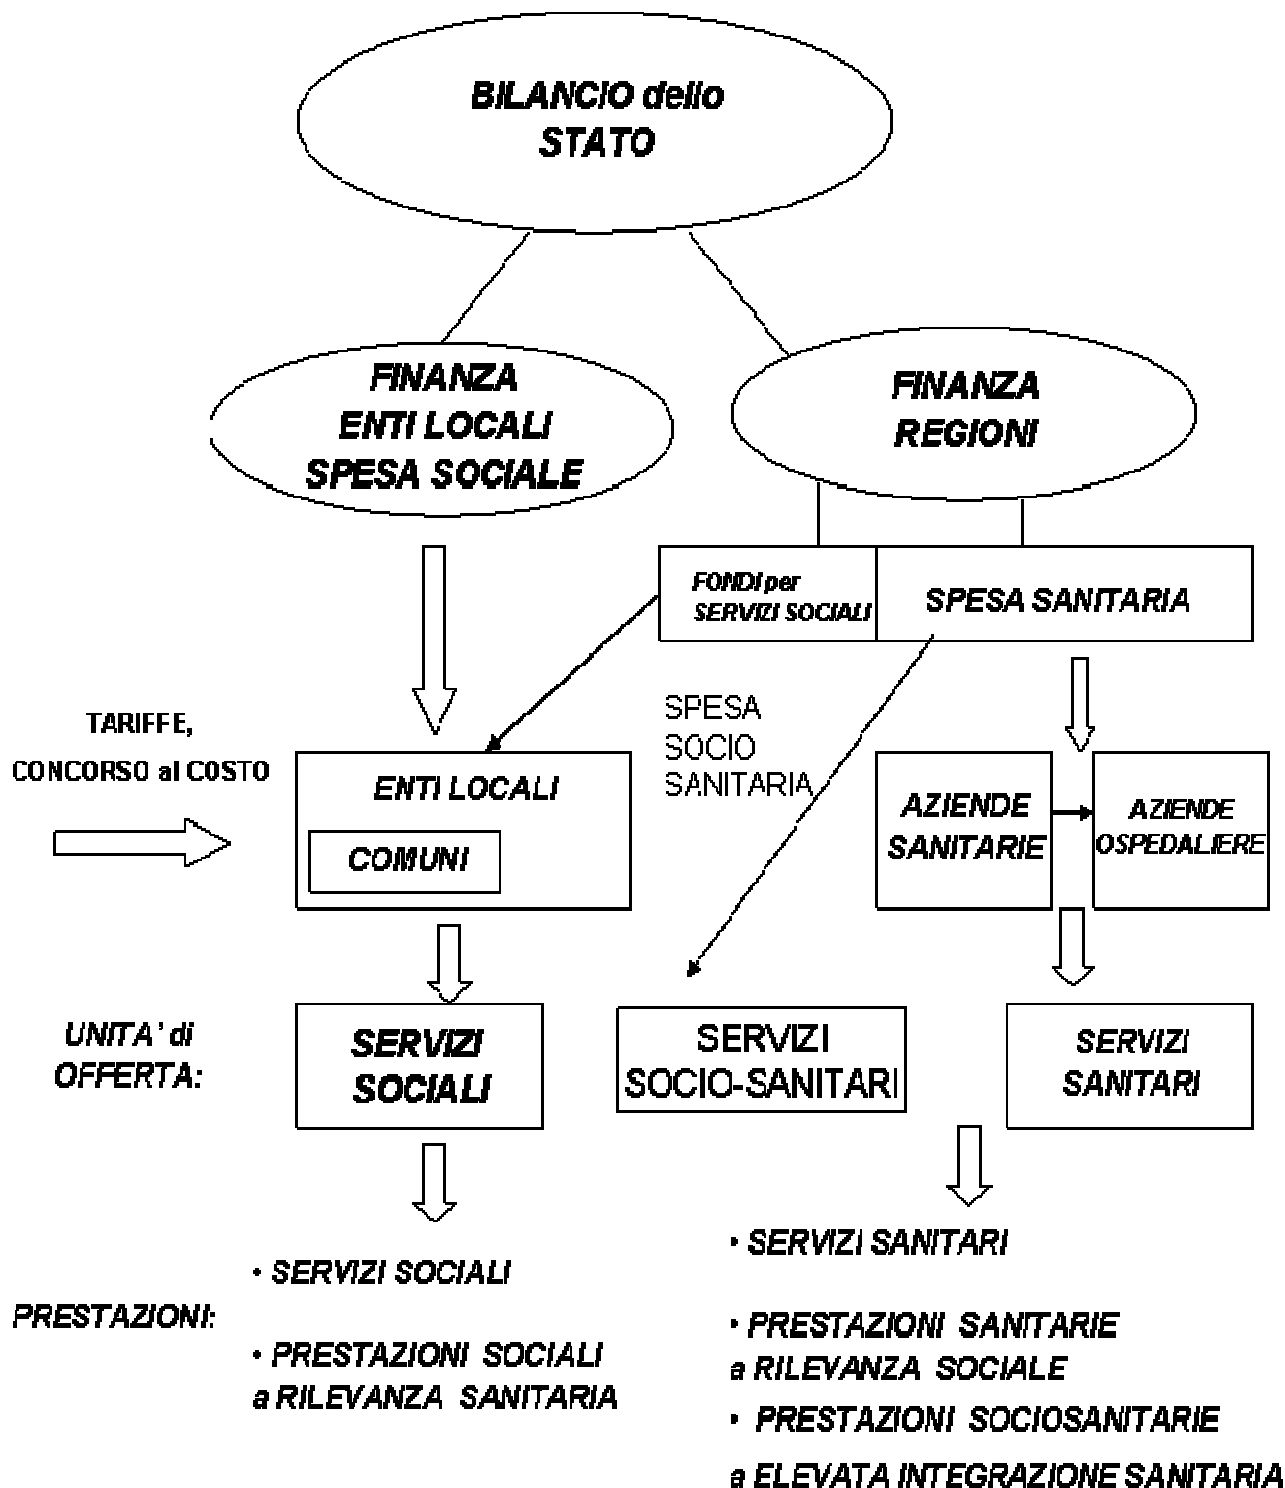 BILANCIO dello
STATO
FINANZA
ENTI LOCALI
SPESA SOCIALE
FINANZA
REGIONI
FONDI per
SERVIZI SOCIALI
SPESA SANITARIA
TARIFFE,
CONCORSO al COSTO
SPESA
SOCIO
SANITARIA
ENTI LOCALI
COMUNI
AZIENDE
SANITARIE
AZIENDE
OSPEDALIERE
UNITA' di
OFFERTA:
SERVIZI
SOCIALI
SERVIZI
SOCIO-SANITARI
SERVIZI
SANITARI
PRESTAZIONI:
• SERVIZI SOCIALI
• PRESTAZIONI SOCIALI
a RILEVANZA SANITARIA
• SERVIZI SANITARI
• PRESTAZIONI SANITARIE
a RILEVANZA SOCIALE
• PRESTAZIONI SOCIOSANITARIE
a ELEVATA INTEGRAZIONE SANITARIA